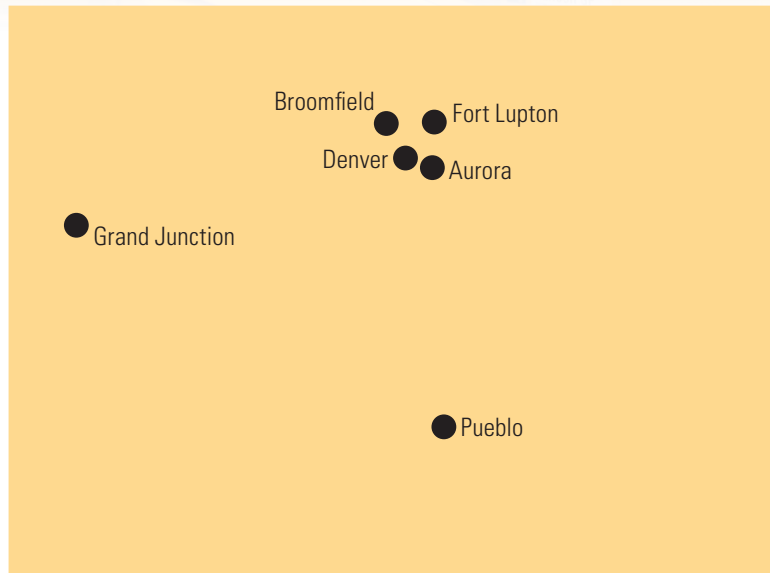 Broomfield
Fort Lupton
Denver
Aurora
Grand Junction
Pueblo